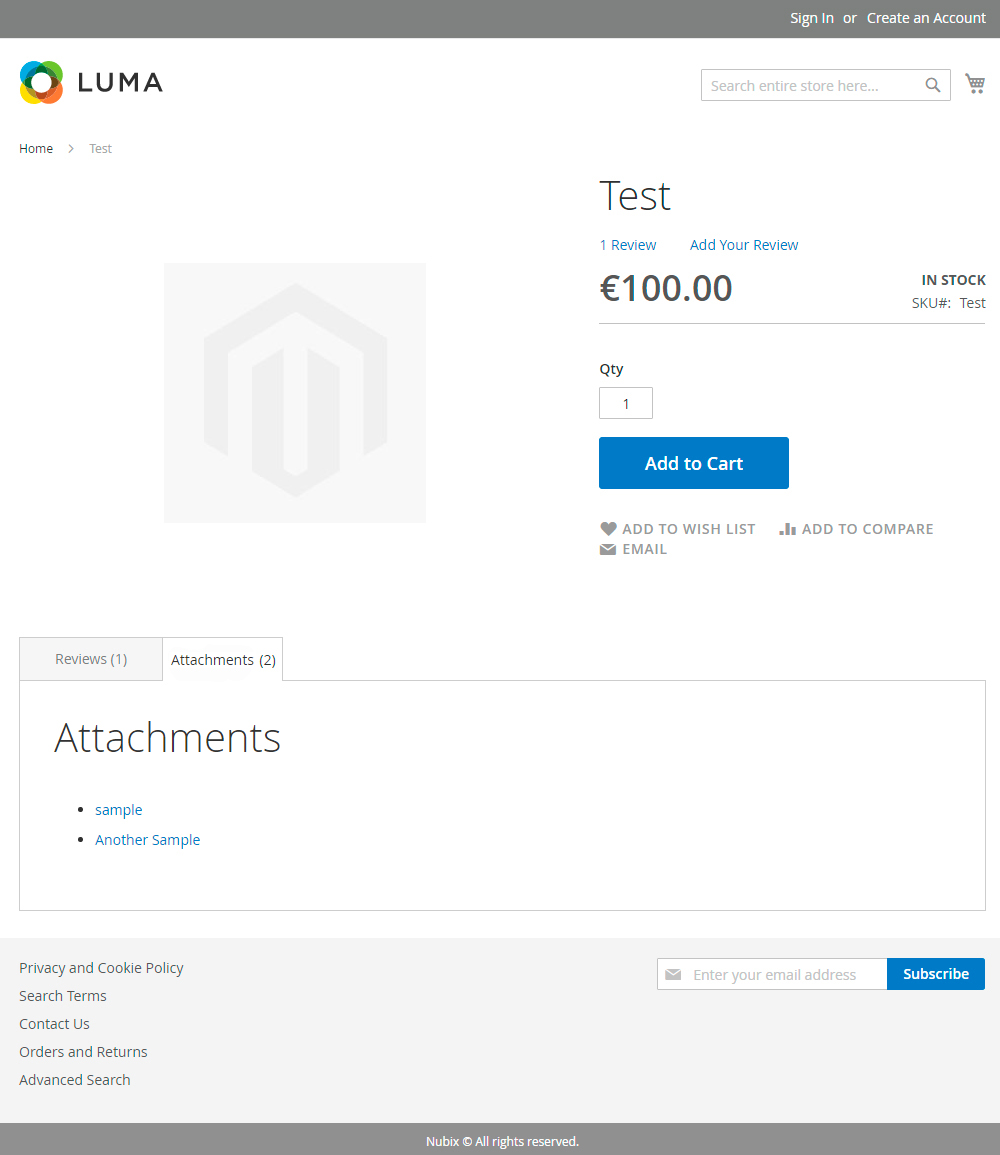 Sign In or Create an Account
LUMA
Search entire store here...
Home Test
Test
1 Review Add Your Review
€100.00
IN STOCK
SKU#: Test
Qty
1
Add to Cart
ADD TO WISH LIST ADD TO COMPARE
EMAIL
Reviews (1) Attachments (2)
Attachments
sample
Another Sample
Privacy and Cookie Policy
Search Terms
Contact Us
Orders and Returns
Advanced Search
Enter your email address Subscribe
Nubix © All rights reserved.